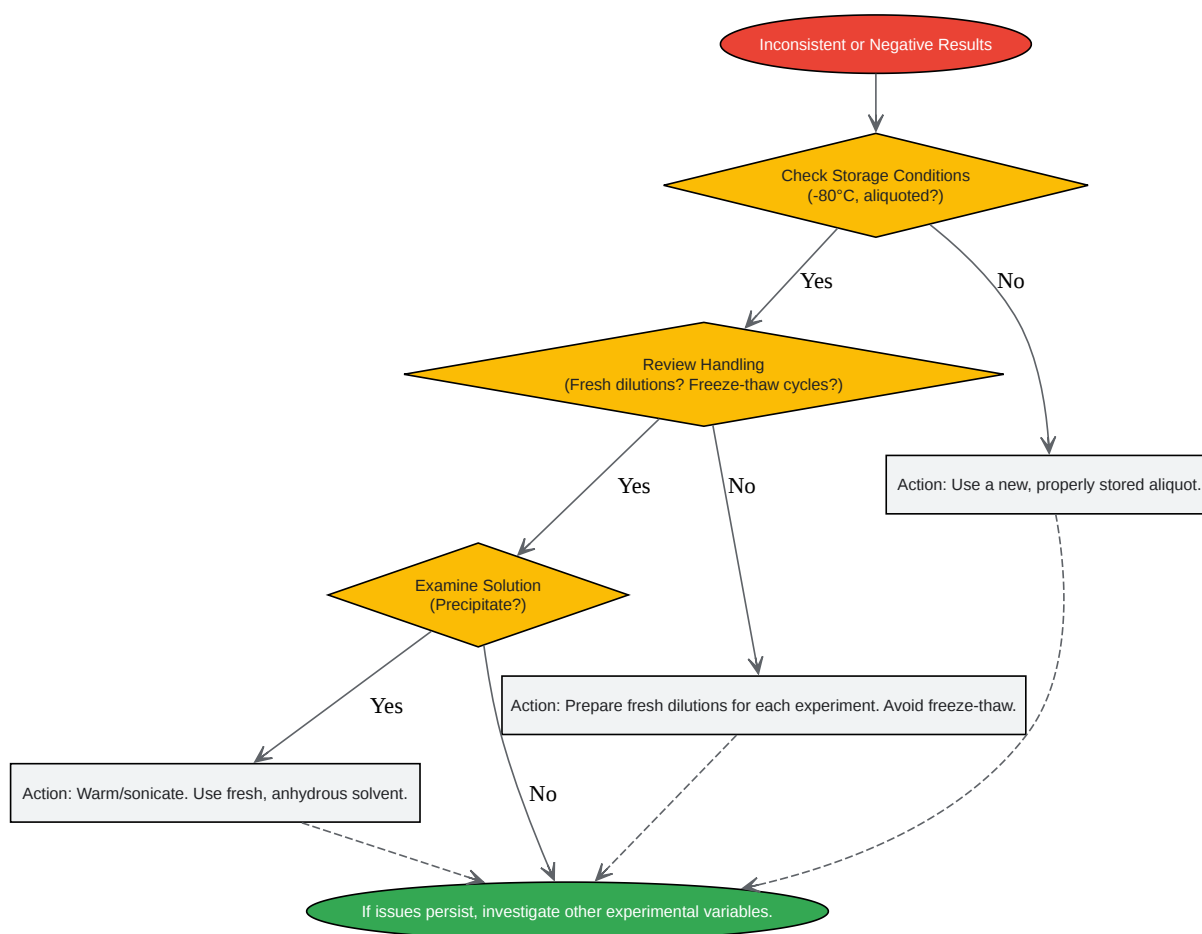 Inconsistent or Negative Results
Check Storage Conditions
(-80°C, aliquoted?)
Yes
No
Review Handling
(Fresh dilutions? Freeze-thaw cycles?)
Yes
No
Action: Use a new, properly stored aliquot.
Examine Solution
(Precipitate?)
Yes
Action: Prepare fresh dilutions for each experiment. Avoid freeze-thaw.
Action: Warm/sonicate. Use fresh, anhydrous solvent.
No
If issues persist, investigate other experimental variables.